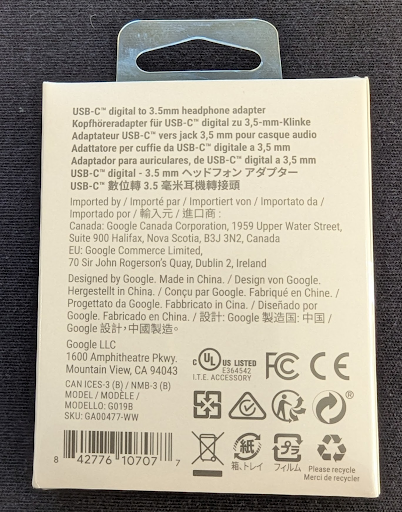 USB-C™ digital to 3.5mm headphone adapter
Kopfhöreradapter für USB-C™ digital zu 3,5-mm-Klinke
Adaptateur USB-C™ vers jack 3,5 mm pour casque audio
Adattatore per cuffie da USB-C™ digitale a 3,5 mm
Adaptador para auriculares, de USB-C™ digital a 3,5 mm
USB-C™ digital - 3.5 mm ヘッドフォン アダプター
USB-C™ 數位轉 3.5 毫米耳機轉接頭
Imported by / Importé par / Importiert von / Importato da /
Importado por / 輸入元 / 進口商 :
Canada: Google Canada Corporation, 1959 Upper Water Street,
Suite 900 Halifax, Nova Scotia, B3J 3N2, Canada
EU: Google Commerce Limited,
70 Sir John Rogerson's Quay, Dublin 2, Ireland
Designed by Google. Made in China. / Design von Google.
Hergestellt in China. / Conçu par Google. Fabriqué en Chine. /
Progettato da Google. Fabbricato in Cina. / Diseñado por
Google. Fabricado en China. / 設計: Google 製造国: 中国 /
Google 設計，中國製造。
Google LLC
1600 Amphitheatre Pkwy.
Mountain View, CA 94043
C UL US LISTED
E364542
I.T.E. ACCESSORY
FC CE
CAN ICES-3 (B) / NMB-3 (B)
MODEL / MODÈLE /
MODELLO: G019B
SKU: GA00477-WW
8 42776 10707 7
紙
箱、トレイ
プラ
フィルム
Please recycle
Merci de recycler
®